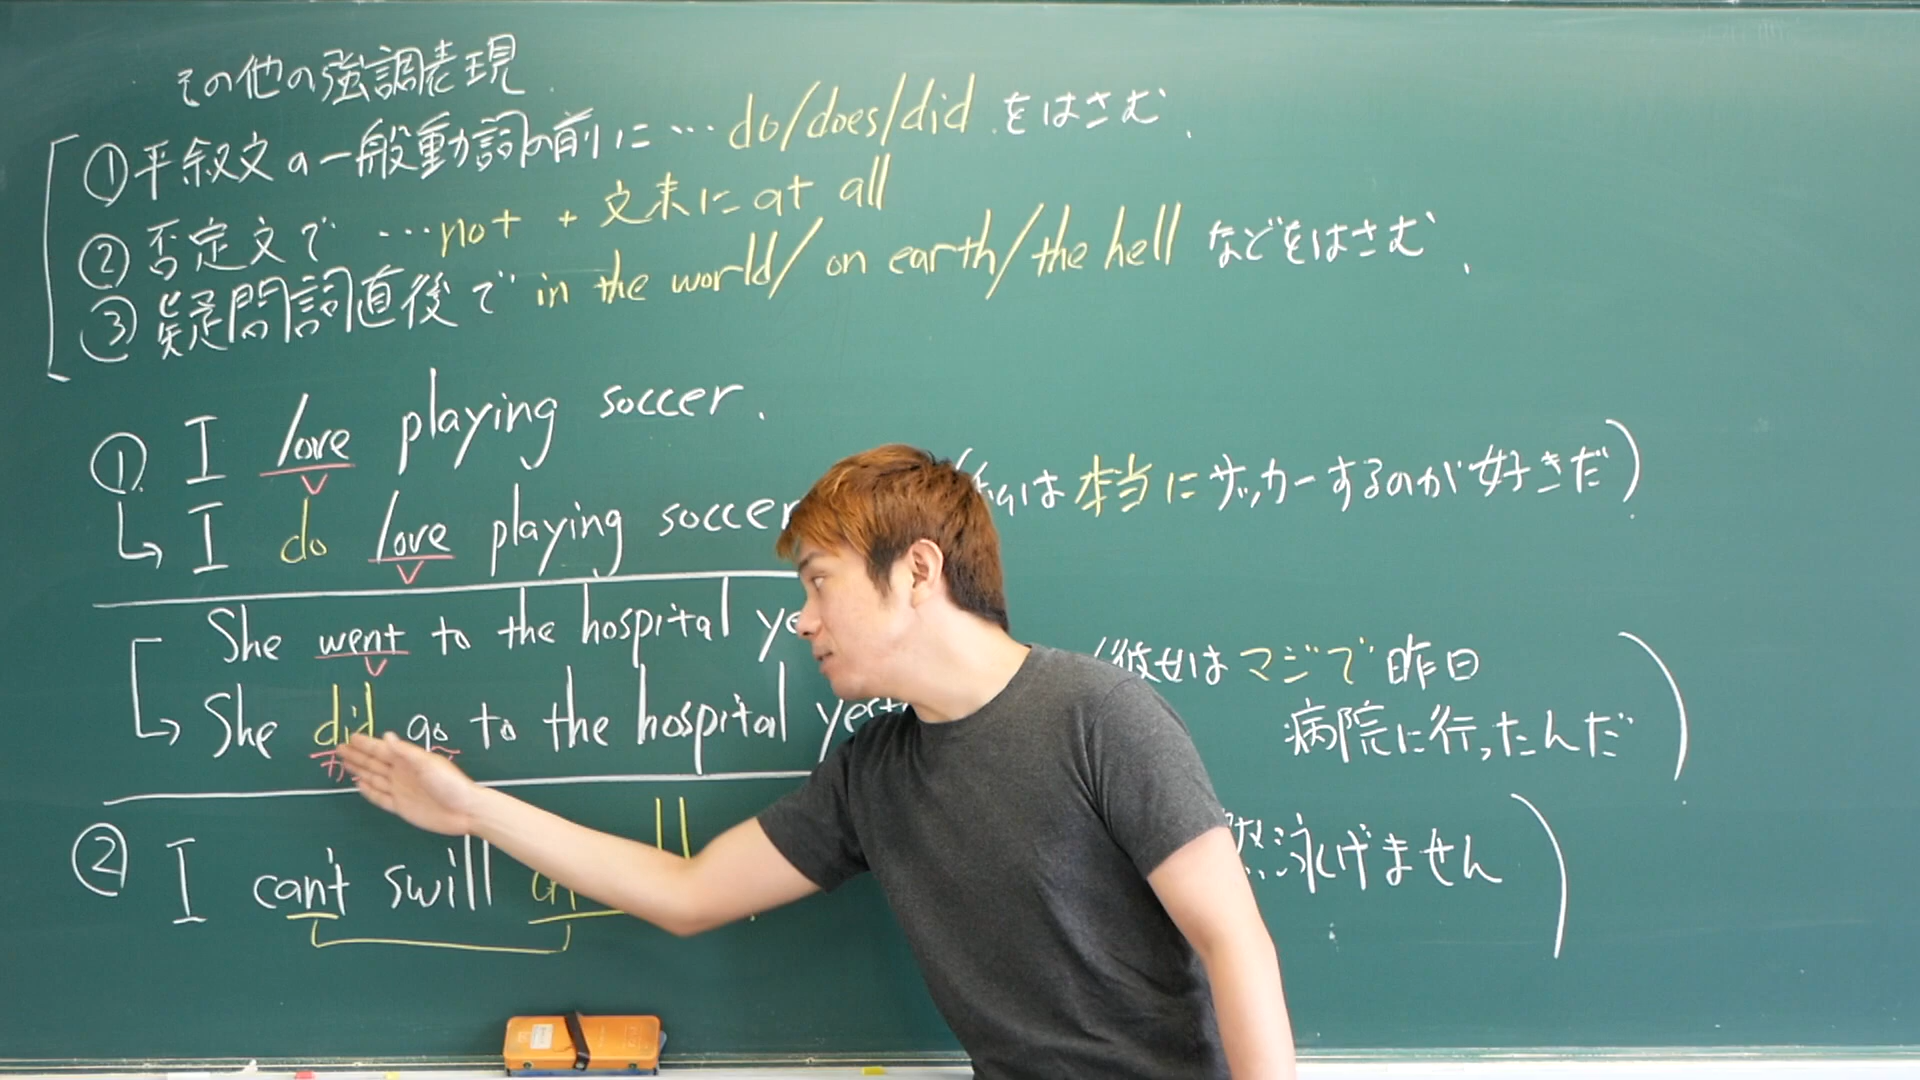 その他の強調表現.
①平叙文の一般動詞の前に…do/does/didをはさむ.
②否定文で …not + 文末に at all
③疑問詞直後で in the world/ on earth/the hell などをはさむ.
① I love playing soccer.
V
↳ I do love playing soccer
V
(私は本当にサッカーするのが好きだ)
She went to the hospital ye
V
↳ She did go to the hospital yest
(彼女はマジで昨日
病院に行ったんだ)
② I can't swill
然泳げません)